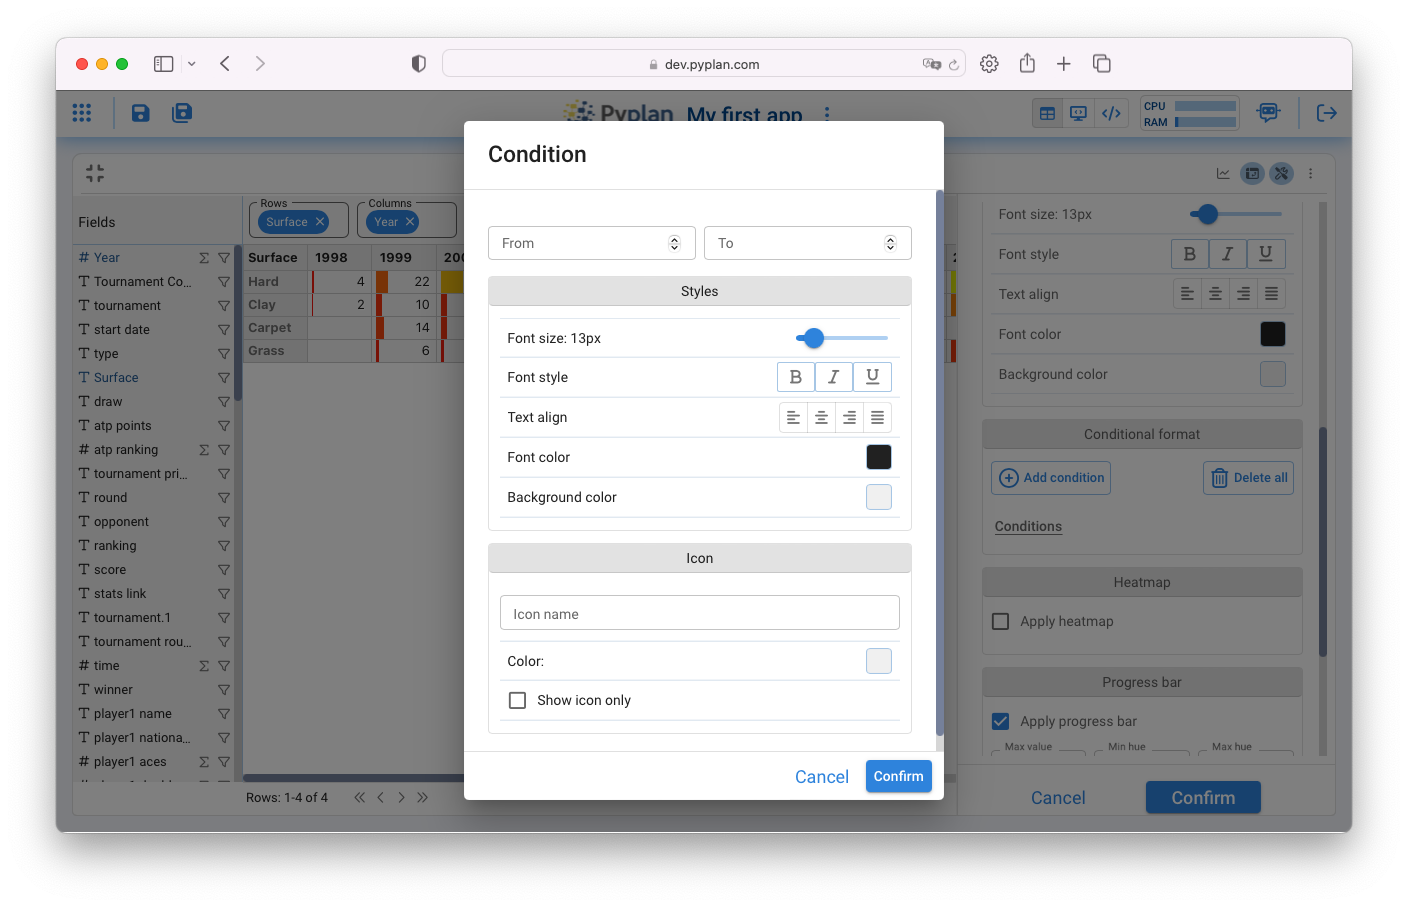 dev.pyplan.com
Pyplan My first app
CPU
RAM
Fields
Rows
Surface
Columns
Year
# Year
Tournament Co...
tournament
start date
type
Surface
draw
atp points
# atp ranking
tournament pri...
round
opponent
ranking
score
stats link
tournament.1
tournament rou...
# time
winner
player1 name
player1 nationa...
# player1 aces
Surface 1998 1999 200
Hard 4 22
Clay 2 10
Carpet 14
Grass 6
Rows: 1-4 of 4
Condition
From
To
Styles
Font size: 13px
Font style
B I U
Text align
Font color
Background color
Icon
Icon name
Color:
Show icon only
Cancel
Confirm
Font size: 13px
Font style
B I U
Text align
Font color
Background color
Conditional format
Add condition
Delete all
Conditions
Heatmap
Apply heatmap
Progress bar
Apply progress bar
Max value
Min hue
Max hue
Cancel
Confirm